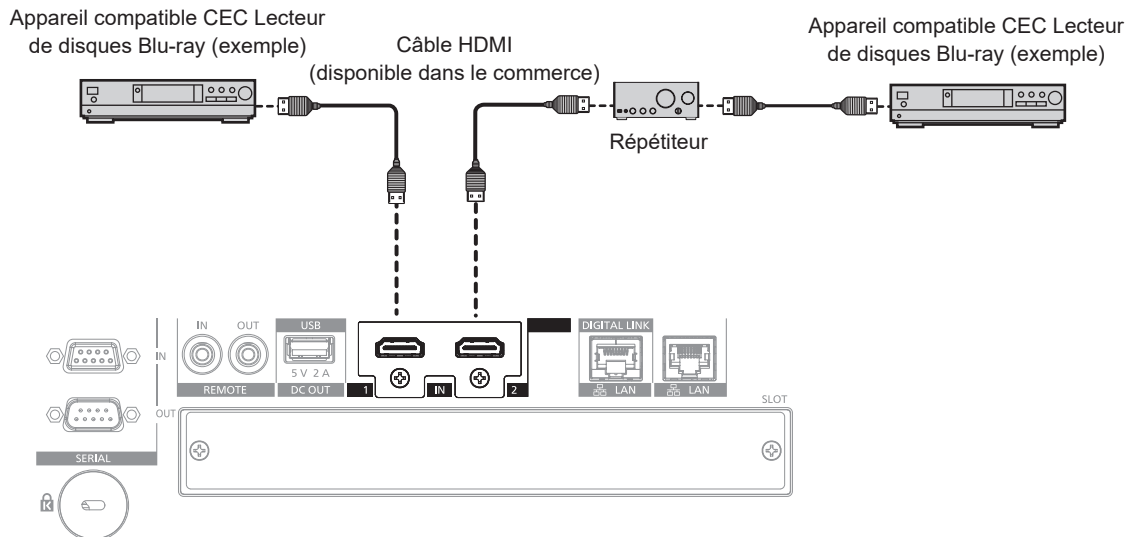 Appareil compatible CEC Lecteur
de disques Blu-ray (exemple)
Câble HDMI
(disponible dans le commerce)
Appareil compatible CEC Lecteur
de disques Blu-ray (exemple)
Répétiteur
IN
OUT
SERIAL
K
IN OUT
REMOTE
USB
5 V 2 A
DC OUT
1 IN 2
DIGITAL LINK
LAN
LAN
SLOT